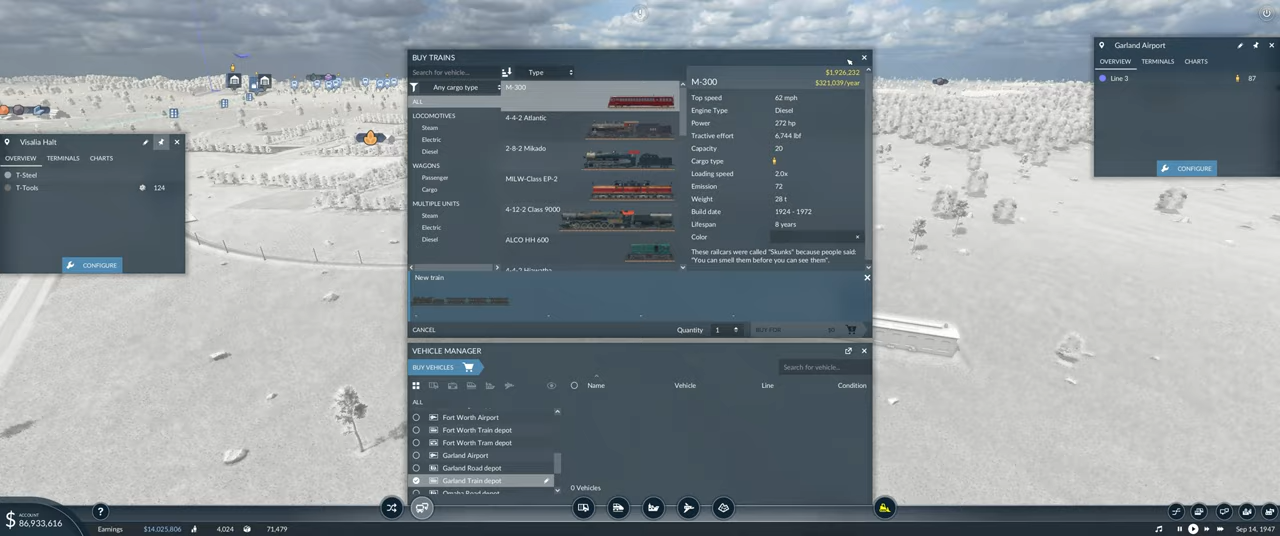 BUY TRAINS
Search for vehicle...
Type
Any cargo type
ALL
LOCOMOTIVES
Steam
Electric
Diesel
WAGONS
Passenger
Cargo
MULTIPLE UNITS
Steam
Electric
Diesel
M-300
4-4-2 Atlantic
2-8-2 Mikado
MILW-Class EP-2
4-12-2 Class 9000
ALCO HH 600
4-4-2 Hiawatha
M-300
$1,926,232
$321,039/year
Top speed 62 mph
Engine Type Diesel
Power 272 hp
Tractive effort 6,744 lbf
Capacity 20
Cargo type
Loading speed 2.0x
Emission 72
Weight 28 t
Build date 1924 - 1972
Lifespan 8 years
Color
These railcars were called "Skunks" because people said:
"You can smell them before you can see them".
New train
CANCEL
Quantity 1
BUY FOR $0
VEHICLE MANAGER
BUY VEHICLES
Search for vehicle...
Name Vehicle Line Condition
ALL
Fort Worth Airport
Fort Worth Train depot
Fort Worth Tram depot
Garland Airport
Garland Road depot
Garland Train depot
Omaha Road depot
0 Vehicles
Visalia Halt
OVERVIEW TERMINALS CHARTS
T-Steel
T-Tools 124
CONFIGURE
Garland Airport
OVERVIEW TERMINALS CHARTS
Line 3 87
CONFIGURE
$ ACCOUNT
86,933,616
?
Earnings $14,025,806 4,024 71,479
Sep 14, 1947